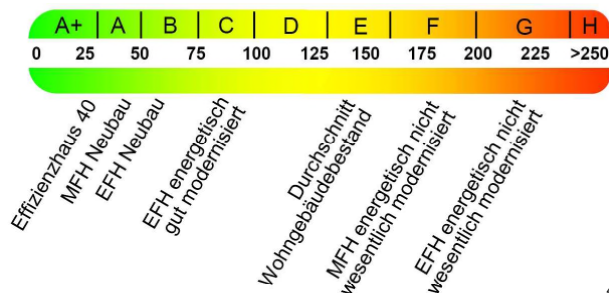 A+ A B C D E F G H
0 25 50 75 100 125 150 175 200 225 >250
Effizienzhaus 40
MFH Neubau
EFH Neubau
EFH energetisch
gut modernisiert
Durchschnitt
Wohngebäudebestand
MFH energetisch nicht
wesentlich modernisiert
EFH energetisch nicht
wesentlich modernisiert